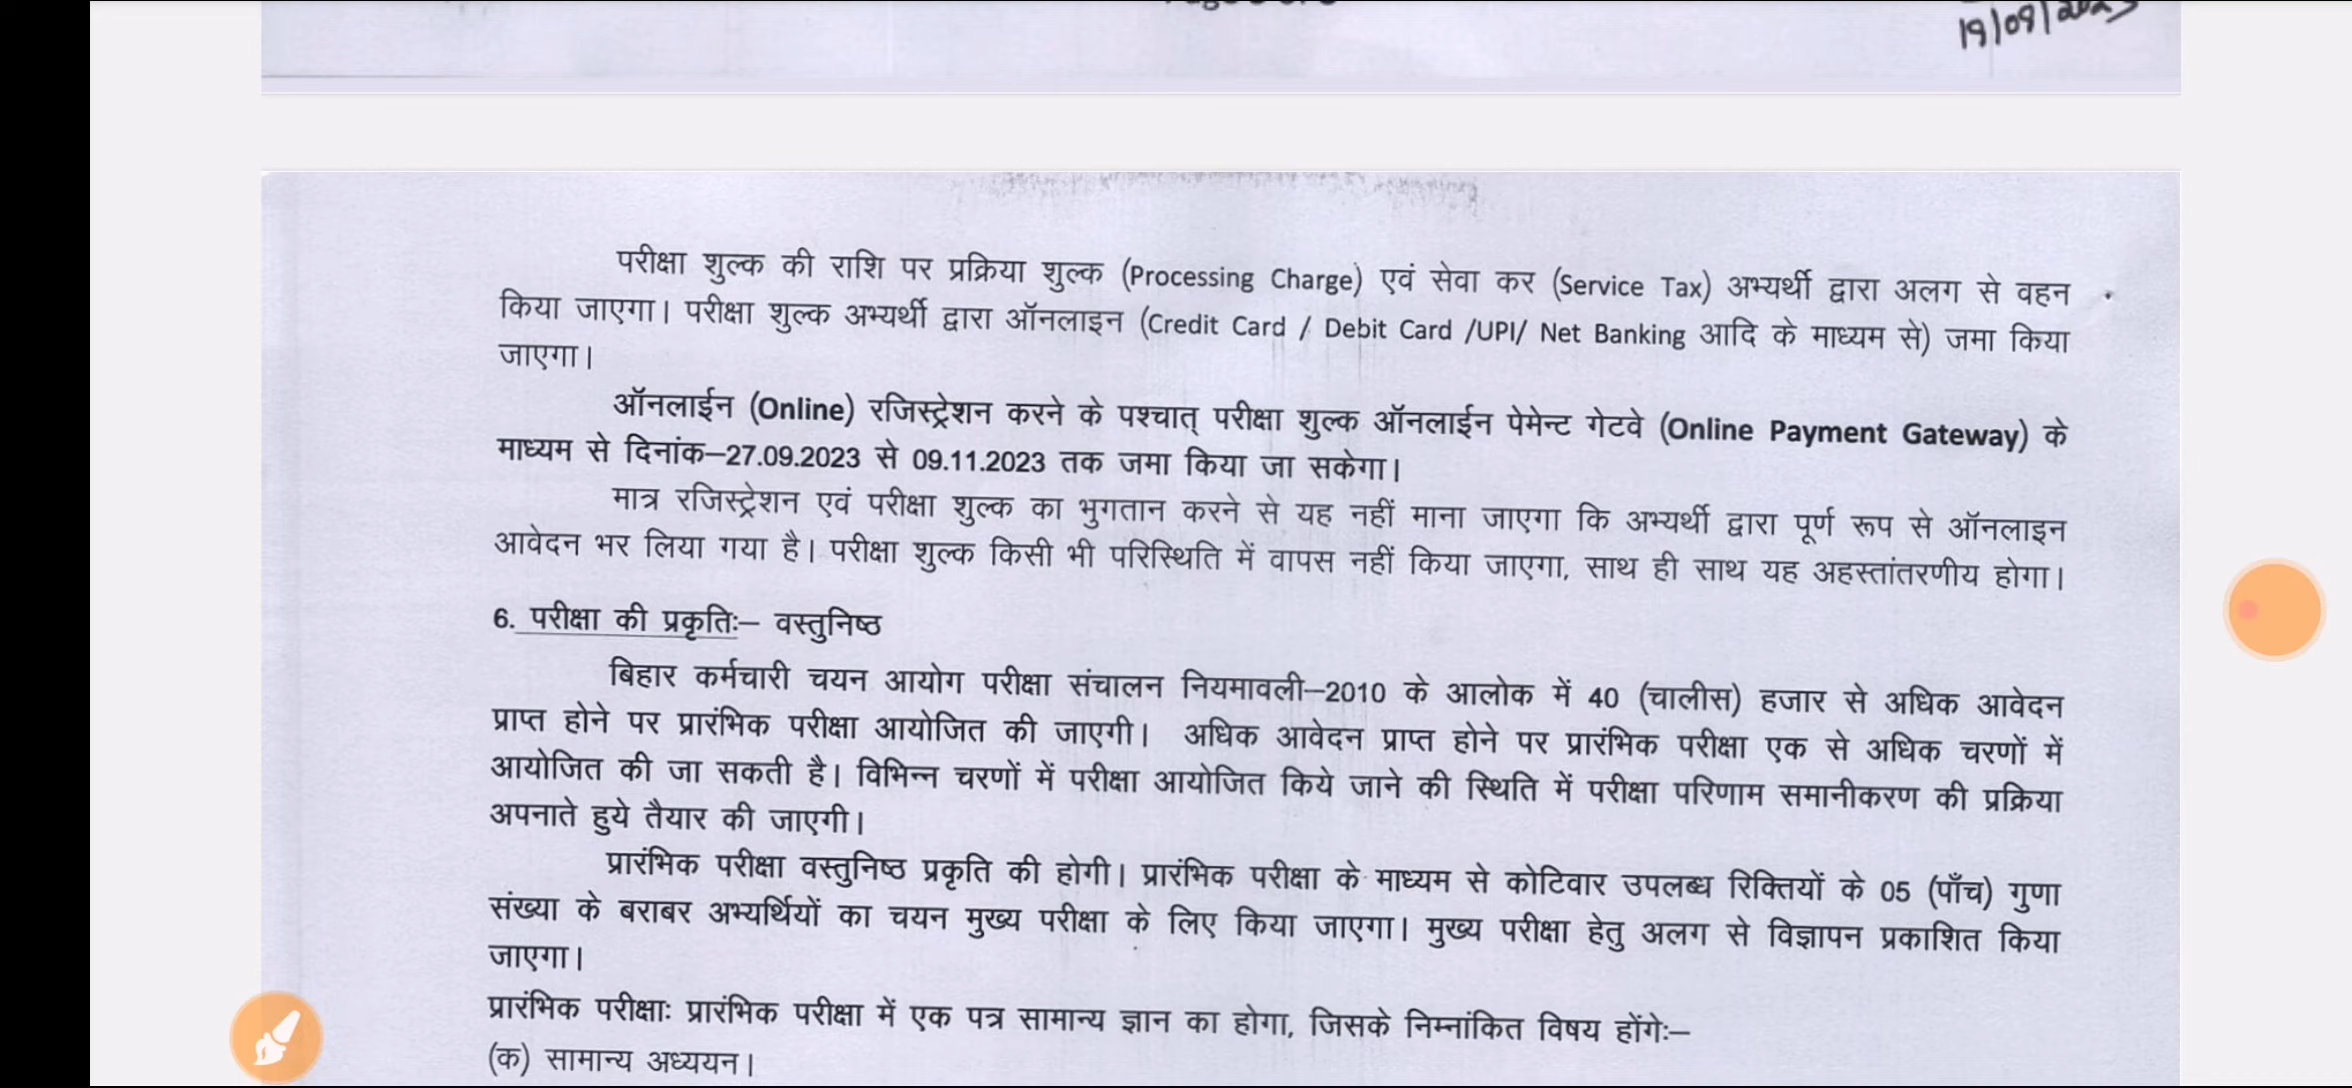 19/09/2023
परीक्षा शुल्क की राशि पर प्रक्रिया शुल्क (Processing Charge) एवं सेवा कर (Service Tax) अभ्यर्थी द्वारा अलग से वहन
किया जाएगा। परीक्षा शुल्क अभ्यर्थी द्वारा ऑनलाइन (Credit Card / Debit Card /UPI/ Net Banking आदि के माध्यम से) जमा किया
जाएगा।
ऑनलाईन (Online) रजिस्ट्रेशन करने के पश्चात् परीक्षा शुल्क ऑनलाईन पेमेन्ट गेटवे (Online Payment Gateway) के
माध्यम से दिनांक–27.09.2023 से 09.11.2023 तक जमा किया जा सकेगा।
मात्र रजिस्ट्रेशन एवं परीक्षा शुल्क का भुगतान करने से यह नहीं माना जाएगा कि अभ्यर्थी द्वारा पूर्ण रूप से ऑनलाइन
आवेदन भर लिया गया है। परीक्षा शुल्क किसी भी परिस्थिति में वापस नहीं किया जाएगा, साथ ही साथ यह अहस्तांतरणीय होगा।
6. परीक्षा की प्रकृतिः– वस्तुनिष्ठ
बिहार कर्मचारी चयन आयोग परीक्षा संचालन नियमावली–2010 के आलोक में 40 (चालीस) हजार से अधिक आवेदन
प्राप्त होने पर प्रारंभिक परीक्षा आयोजित की जाएगी। अधिक आवेदन प्राप्त होने पर प्रारंभिक परीक्षा एक से अधिक चरणों में
आयोजित की जा सकती है। विभिन्न चरणों में परीक्षा आयोजित किये जाने की स्थिति में परीक्षा परिणाम समानीकरण की प्रक्रिया
अपनाते हुये तैयार की जाएगी।
प्रारंभिक परीक्षा वस्तुनिष्ठ प्रकृति की होगी। प्रारंभिक परीक्षा के माध्यम से कोटिवार उपलब्ध रिक्तियों के 05 (पाँच) गुणा
संख्या के बराबर अभ्यर्थियों का चयन मुख्य परीक्षा के लिए किया जाएगा। मुख्य परीक्षा हेतु अलग से विज्ञापन प्रकाशित किया
जाएगा।
प्रारंभिक परीक्षाः प्रारंभिक परीक्षा में एक पत्र सामान्य ज्ञान का होगा, जिसके निम्नांकित विषय होंगेः–
(क) सामान्य अध्ययन।